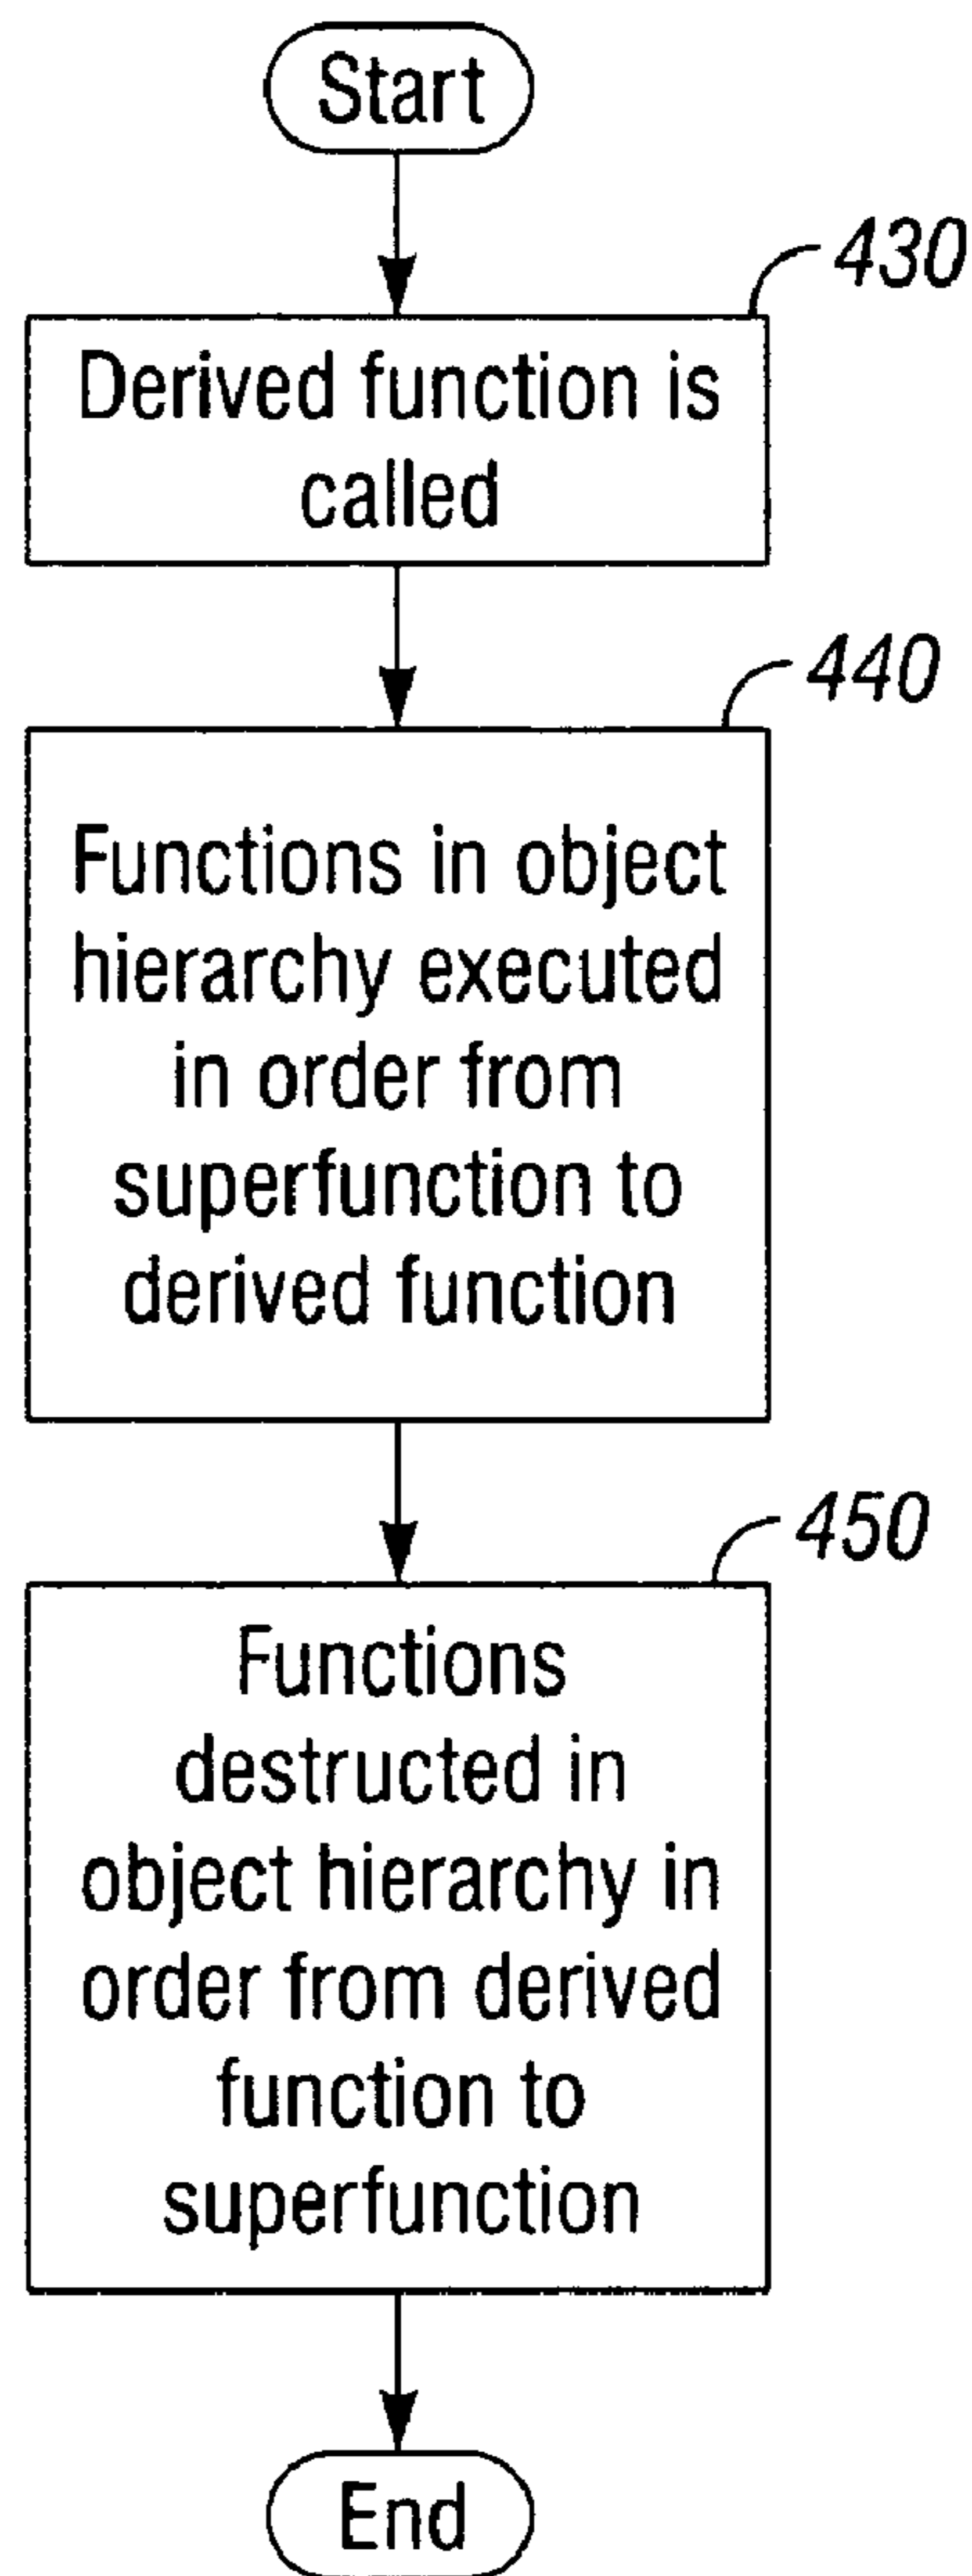 Start
430
Derived function is
called
440
Functions in object
hierarchy executed
in order from
superfunction to
derived function
450
Functions
destructed in
object hierarchy in
order from derived
function to
superfunction
End